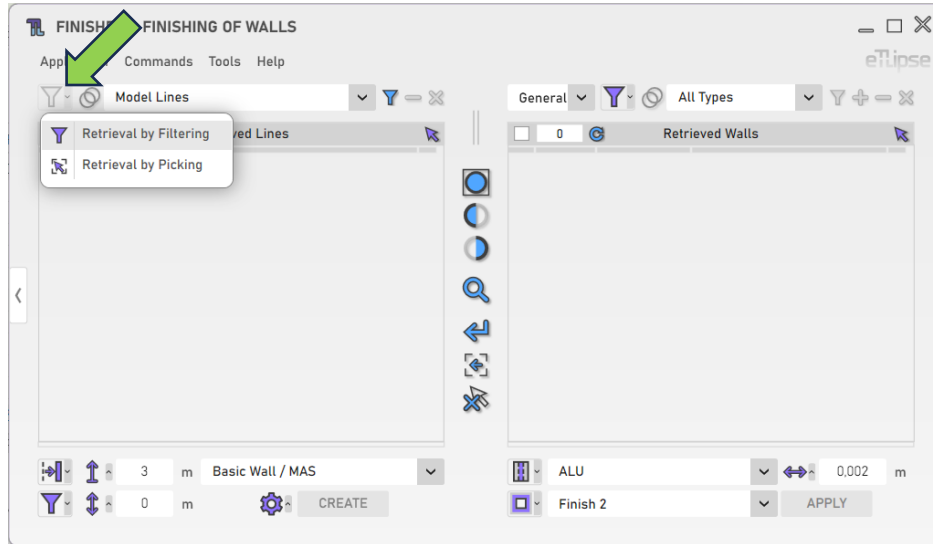 FINISH FINISHING OF WALLS
App Commands Tools Help
eTLipse
Model Lines
General All Types
Retrieval by Filtering
ved Lines
0 Retrieved Walls
Retrieval by Picking
3 m Basic Wall / MAS
ALU 0,002 m
0 m CREATE
Finish 2 APPLY